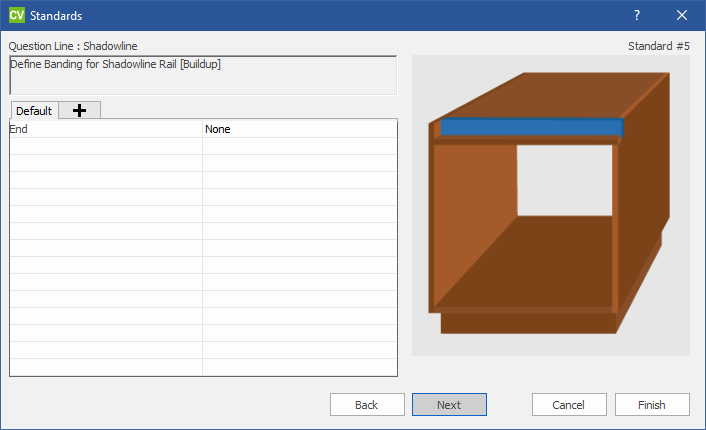 CV Standards ?
Question Line : Shadowline Standard #5
Define Banding for Shadowline Rail [Buildup]
Default
End None
Back Next Cancel Finish